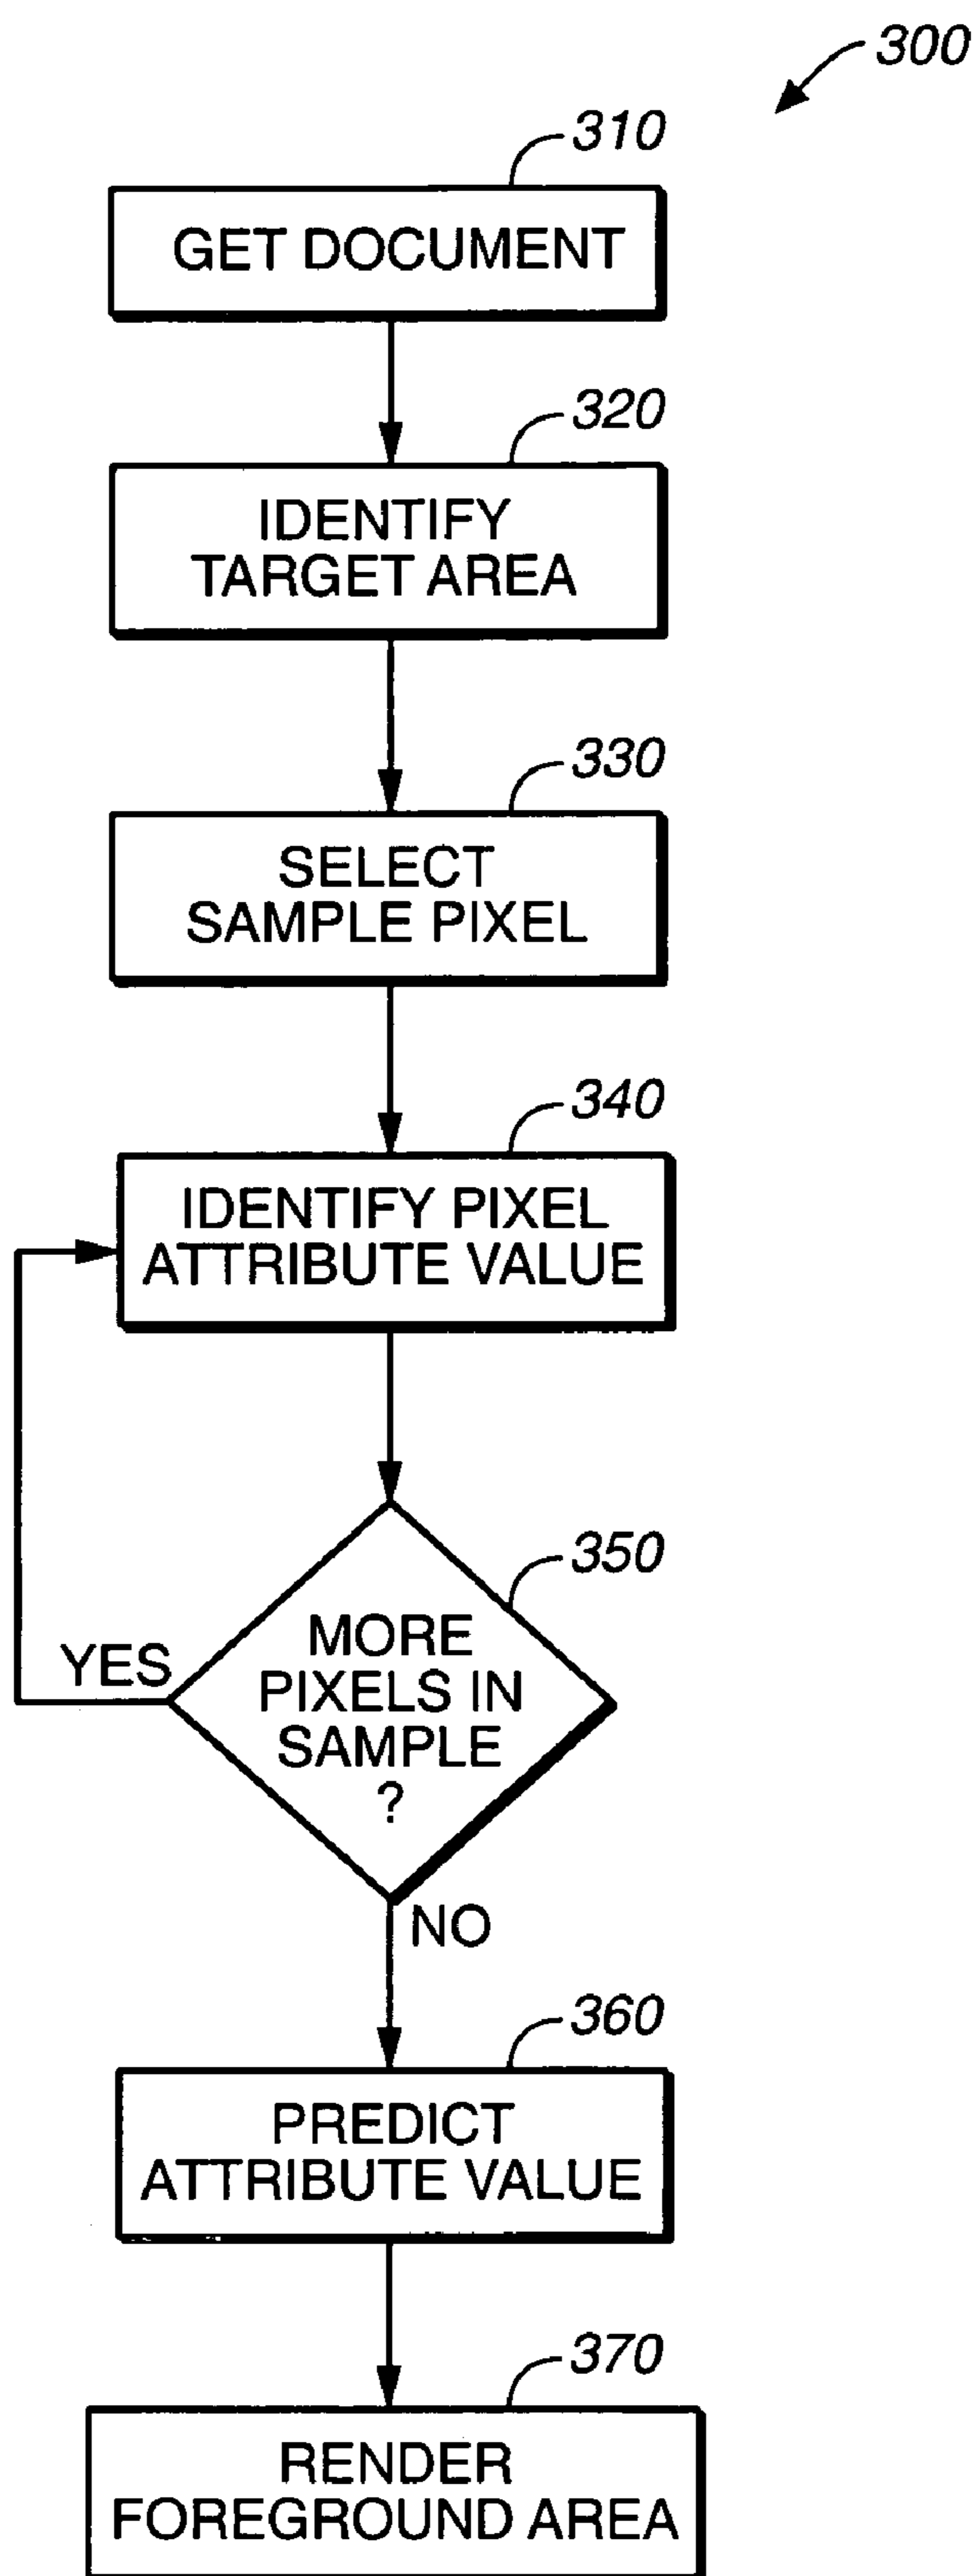 300
310
GET DOCUMENT
320
IDENTIFY
TARGET AREA
330
SELECT
SAMPLE PIXEL
340
IDENTIFY PIXEL
ATTRIBUTE VALUE
350
MORE
PIXELS IN
SAMPLE
?
YES
NO
360
PREDICT
ATTRIBUTE VALUE
370
RENDER
FOREGROUND AREA